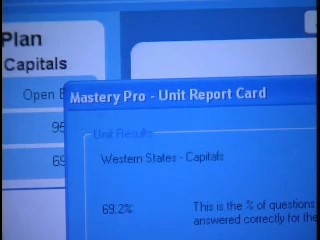 Plan
Capitals
Open
95
69
Mastery Pro - Unit Report Card
Unit Results
Western States - Capitals
69.2%
This is the % of questions
answered correctly for the